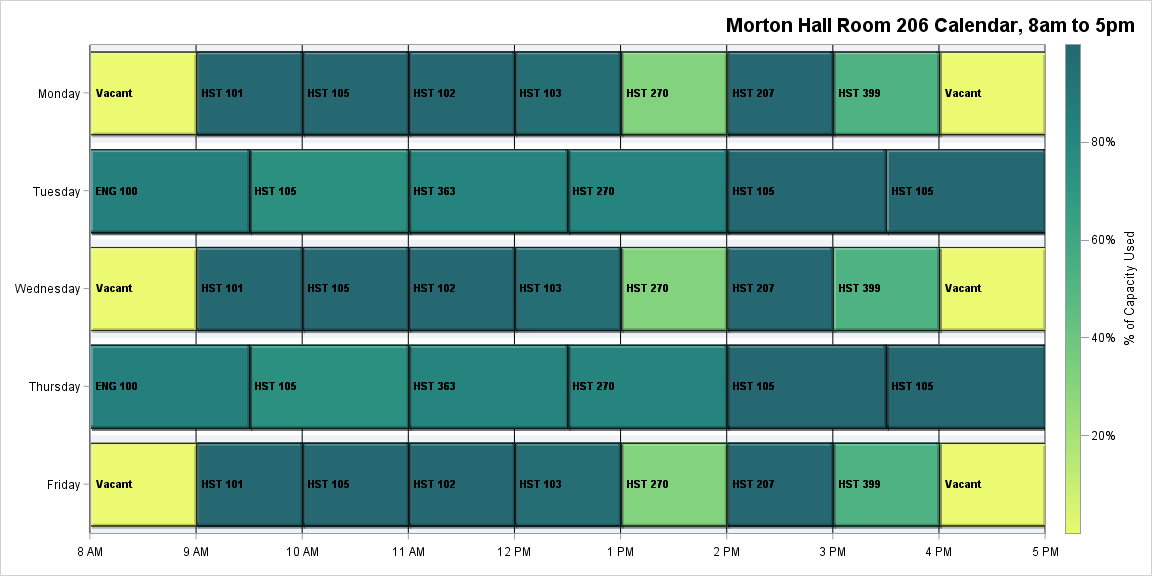 Morton Hall Room 206 Calendar, 8am to 5pm
Monday
Vacant HST 101 HST 105 HST 102 HST 103 HST 270 HST 207 HST 399 Vacant
80%
Tuesday
ENG 100 HST 105 HST 363 HST 270 HST 105 HST 105
60%
Wednesday
Vacant HST 101 HST 105 HST 102 HST 103 HST 270 HST 207 HST 399 Vacant
% of Capacity Used
40%
Thursday
ENG 100 HST 105 HST 363 HST 270 HST 105 HST 105
20%
Friday
Vacant HST 101 HST 105 HST 102 HST 103 HST 270 HST 207 HST 399 Vacant
8 AM 9 AM 10 AM 11 AM 12 PM 1 PM 2 PM 3 PM 4 PM 5 PM